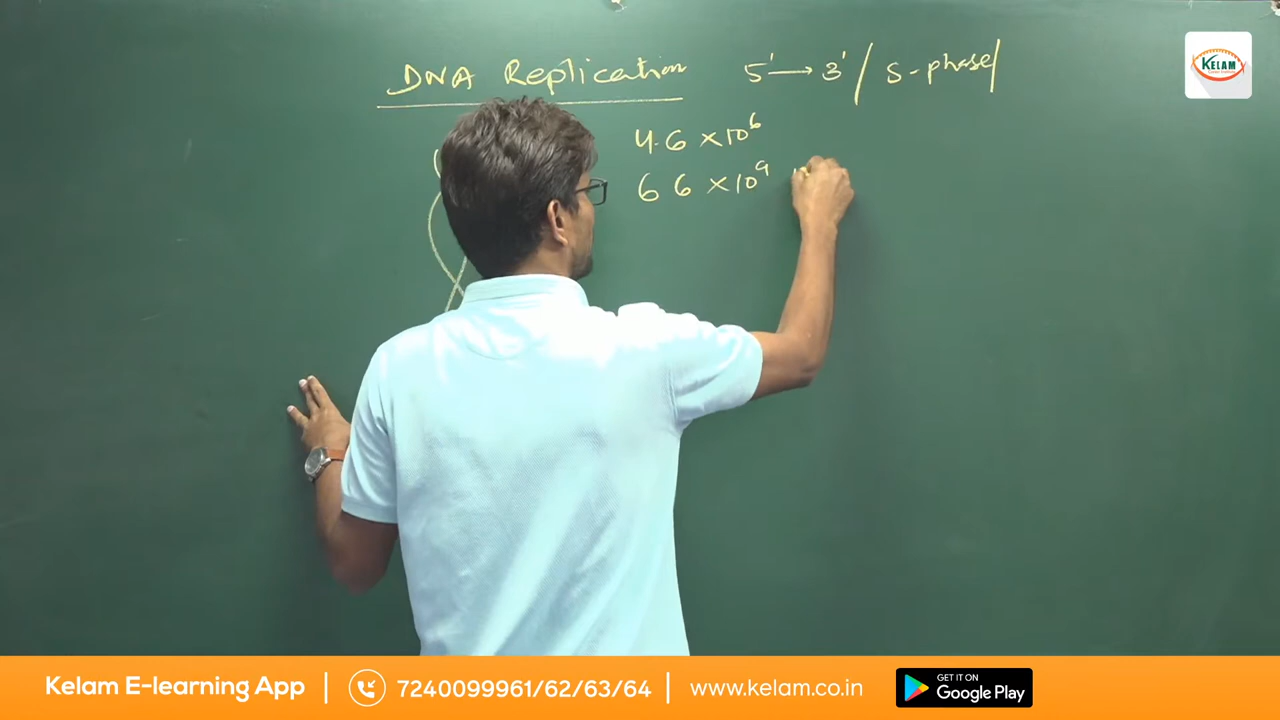 KELAM
DNA Replication 5' → 3' / S-phase/
4.6 × 10⁶
6 6 × 10⁹
Kelam E-learning App 7240099961/62/63/64 www.kelam.co.in GET IT ON Google Play